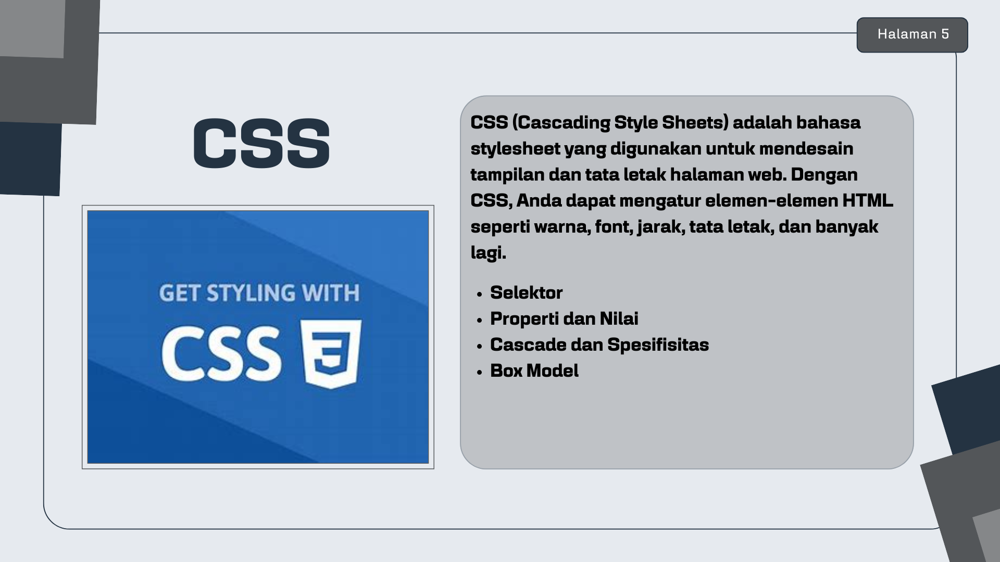 Halaman 5
CSS
GET STYLING WITH
CSS
CSS (Cascading Style Sheets) adalah bahasa
stylesheet yang digunakan untuk mendesain
tampilan dan tata letak halaman web. Dengan
CSS, Anda dapat mengatur elemen-elemen HTML
seperti warna, font, jarak, tata letak, dan banyak
lagi.
• Selektor
• Properti dan Nilai
• Cascade dan Spesifisitas
• Box Model